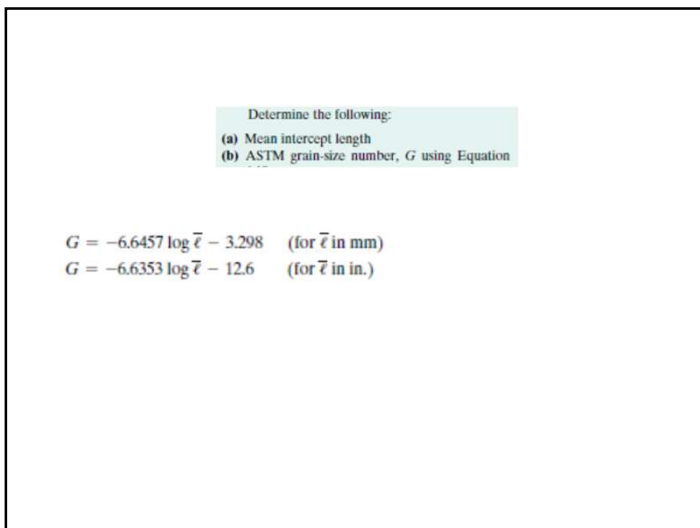 Determine the following:
(a) Mean intercept length
(b) ASTM grain-size number, G using Equation
G = −6.6457 log ℓ̅ − 3.298 (for ℓ̅ in mm)
G = −6.6353 log ℓ̅ − 12.6 (for ℓ̅ in in.)